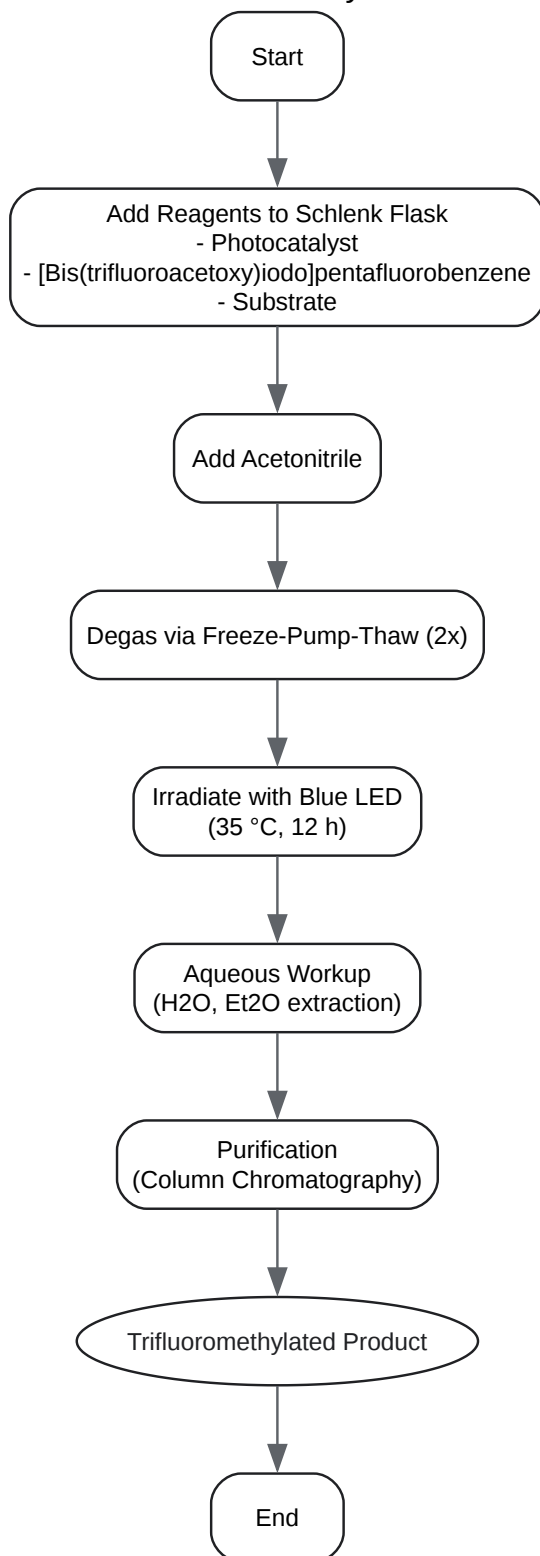 Start
Add Reagents to Schlenk Flask
- Photocatalyst
- [Bis(trifluoroacetoxy)iodo]pentafluorobenzene
- Substrate
Add Acetonitrile
Degas via Freeze-Pump-Thaw (2x)
Irradiate with Blue LED
(35 °C, 12 h)
Aqueous Workup
(H2O, Et2O extraction)
Purification
(Column Chromatography)
Trifluoromethylated Product
End